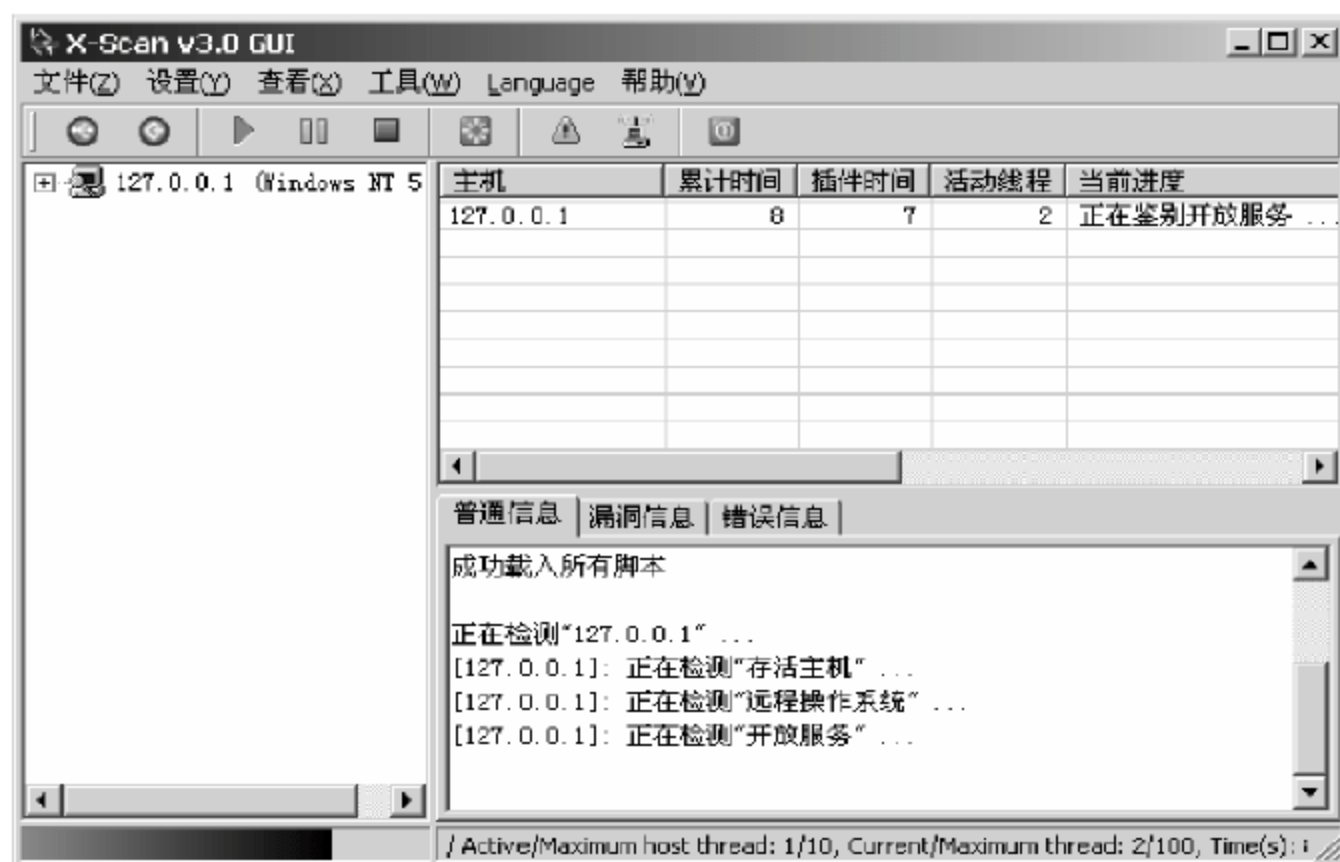 X-Scan v3.0 GUI
文件(Z) 设置(Y) 查看(X) 工具(W) Language 帮助(V)
127.0.0.1 (Windows NT 5
主机 累计时间 插件时间 活动线程 当前进度
127.0.0.1 8 7 2 正在鉴别开放服务 ...
普通信息 漏洞信息 错误信息
成功载入所有脚本
正在检测"127.0.0.1" ...
[127.0.0.1]: 正在检测"存活主机" ...
[127.0.0.1]: 正在检测"远程操作系统" ...
[127.0.0.1]: 正在检测"开放服务" ...
/ Active/Maximum host thread: 1/10, Current/Maximum thread: 2/100, Time(s):